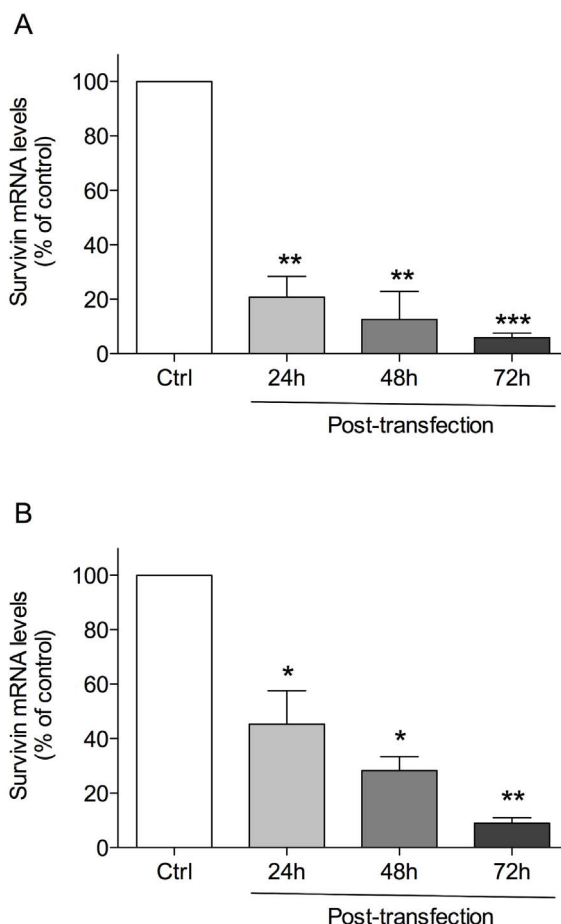 A
Survivin mRNA levels
(% of control)
100
80
60
40
20
0
**
**
***
Ctrl 24h 48h 72h
Post-transfection
B
Survivin mRNA levels
(% of control)
100
80
60
40
20
0
*
*
**
Ctrl 24h 48h 72h
Post-transfection